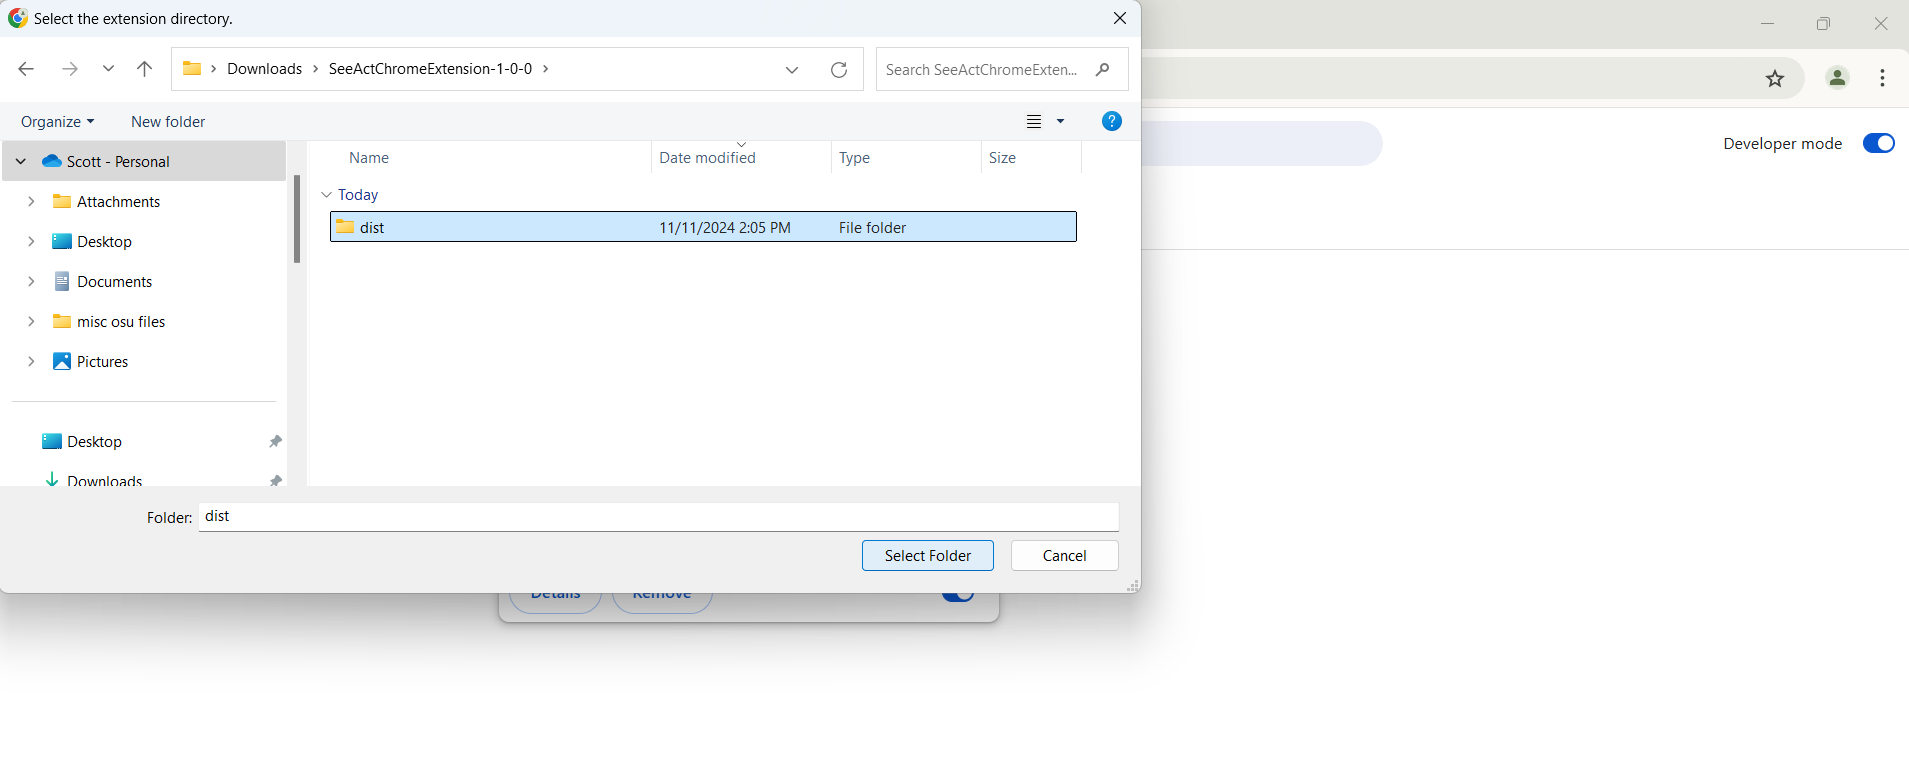 Select the extension directory.
Downloads
SeeActChromeExtension-1-0-0
Search SeeActChromeExten...
Organize
New folder
?
Developer mode
Scott - Personal
Name
Date modified
Type
Size
Attachments
Today
dist
11/11/2024 2:05 PM
File folder
Desktop
Documents
misc osu files
Pictures
Desktop
Downloads
Folder:
dist
Select Folder
Cancel
Details
Remove